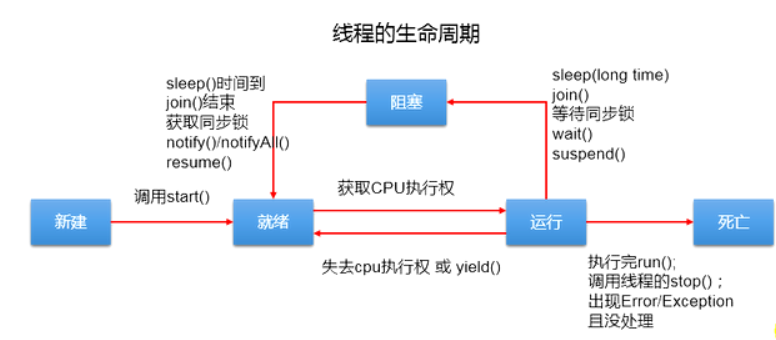 线程的生命周期
sleep()时间到
join()结束
获取同步锁
notify()/notifyAll()
resume()
阻塞
sleep(long time)
join()
等待同步锁
wait()
suspend()
新建
调用start()
就绪
获取CPU执行权
失去cpu执行权 或 yield()
运行
死亡
执行完run();
调用线程的stop()；
出现Error/Exception
且没处理